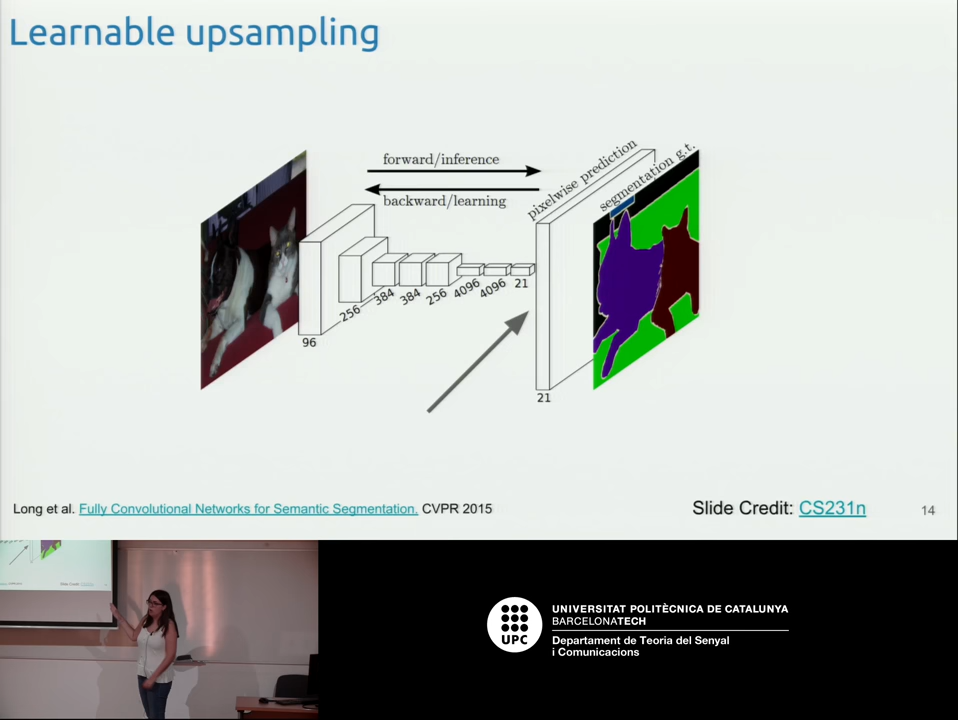 Learnable upsampling
forward/inference
backward/learning
pixelwise prediction
segmentation g.t.
96
256
384
384
256
4096
4096
21
21
Long et al. Fully Convolutional Networks for Semantic Segmentation. CVPR 2015
Slide Credit: CS231n
14
UPC
UNIVERSITAT POLITÈCNICA DE CATALUNYA
BARCELONATECH
Departament de Teoria del Senyal
i Comunicacions